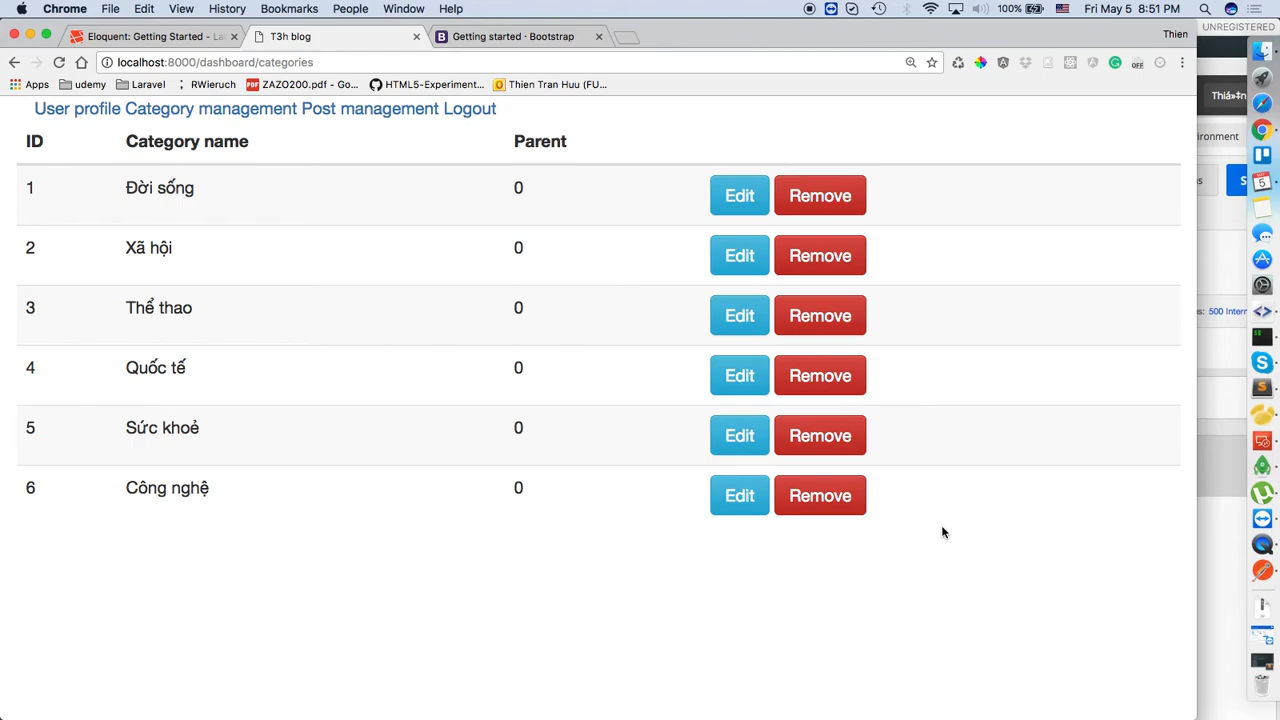 Chrome File Edit View History Bookmarks People Window Help 100% Fri May 5 8:51 PM
UNREGISTERED
Eloquent: Getting Started - La
T3h blog
Getting started · Bootstrap
Thien
localhost:8000/dashboard/categories
Apps udemy Laravel RWieruch ZAZO200.pdf - Go... HTML5-Experiment... Thien Tran Huu (FU...
User profile Category management Post management Logout
ID Category name Parent
1 Đời sống 0 Edit Remove
2 Xã hội 0 Edit Remove
3 Thể thao 0 Edit Remove
4 Quốc tế 0 Edit Remove
5 Sức khoẻ 0 Edit Remove
6 Công nghệ 0 Edit Remove
500 Intern